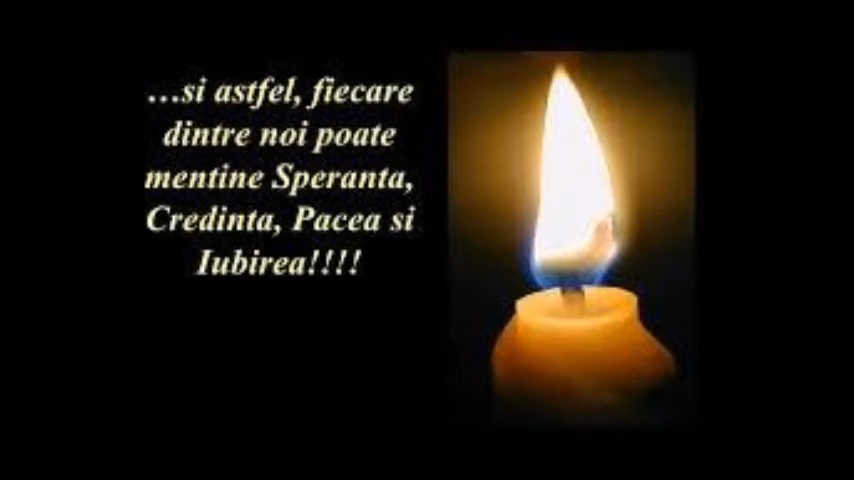 ...si astfel, fiecare
dintre noi poate
mentine Speranta,
Credinta, Pacea si
Iubirea!!!!